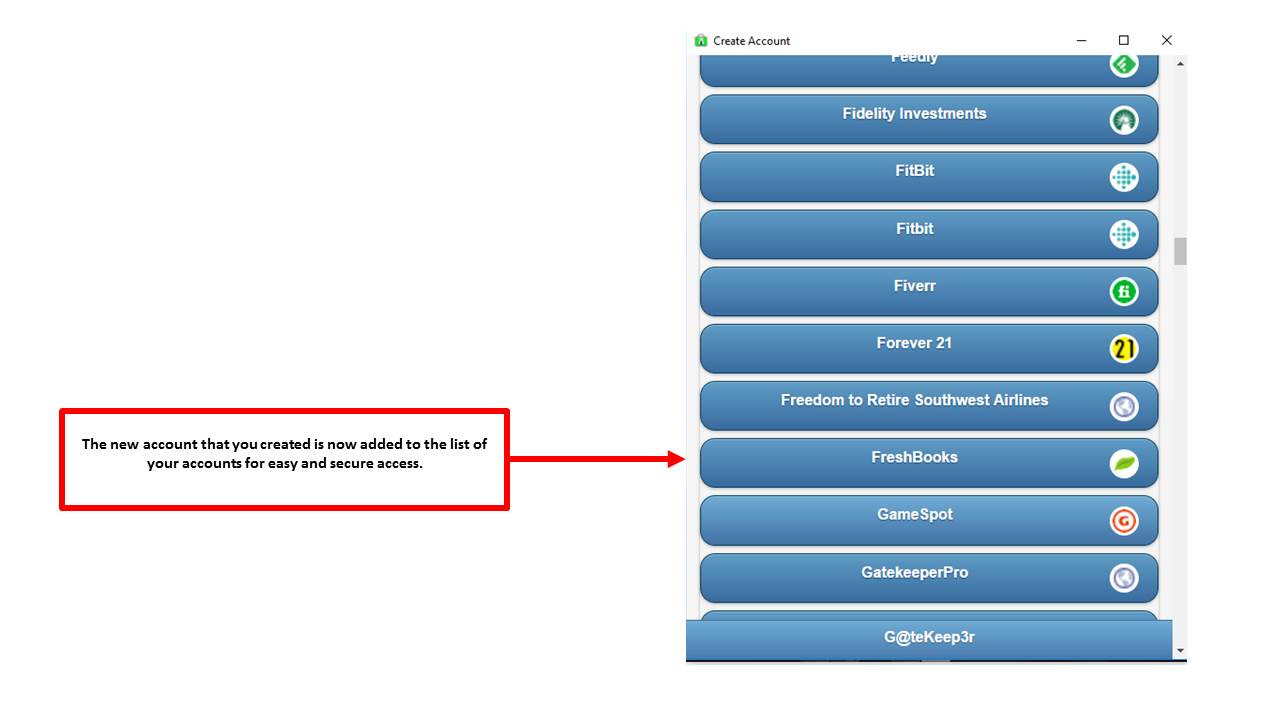 Create Account
Feedly
Fidelity Investments
FitBit
Fitbit
Fiverr
fi
Forever 21
21
Freedom to Retire Southwest Airlines
The new account that you created is now added to the list of
your accounts for easy and secure access.
FreshBooks
GameSpot
G
GatekeeperPro
G@teKeep3r